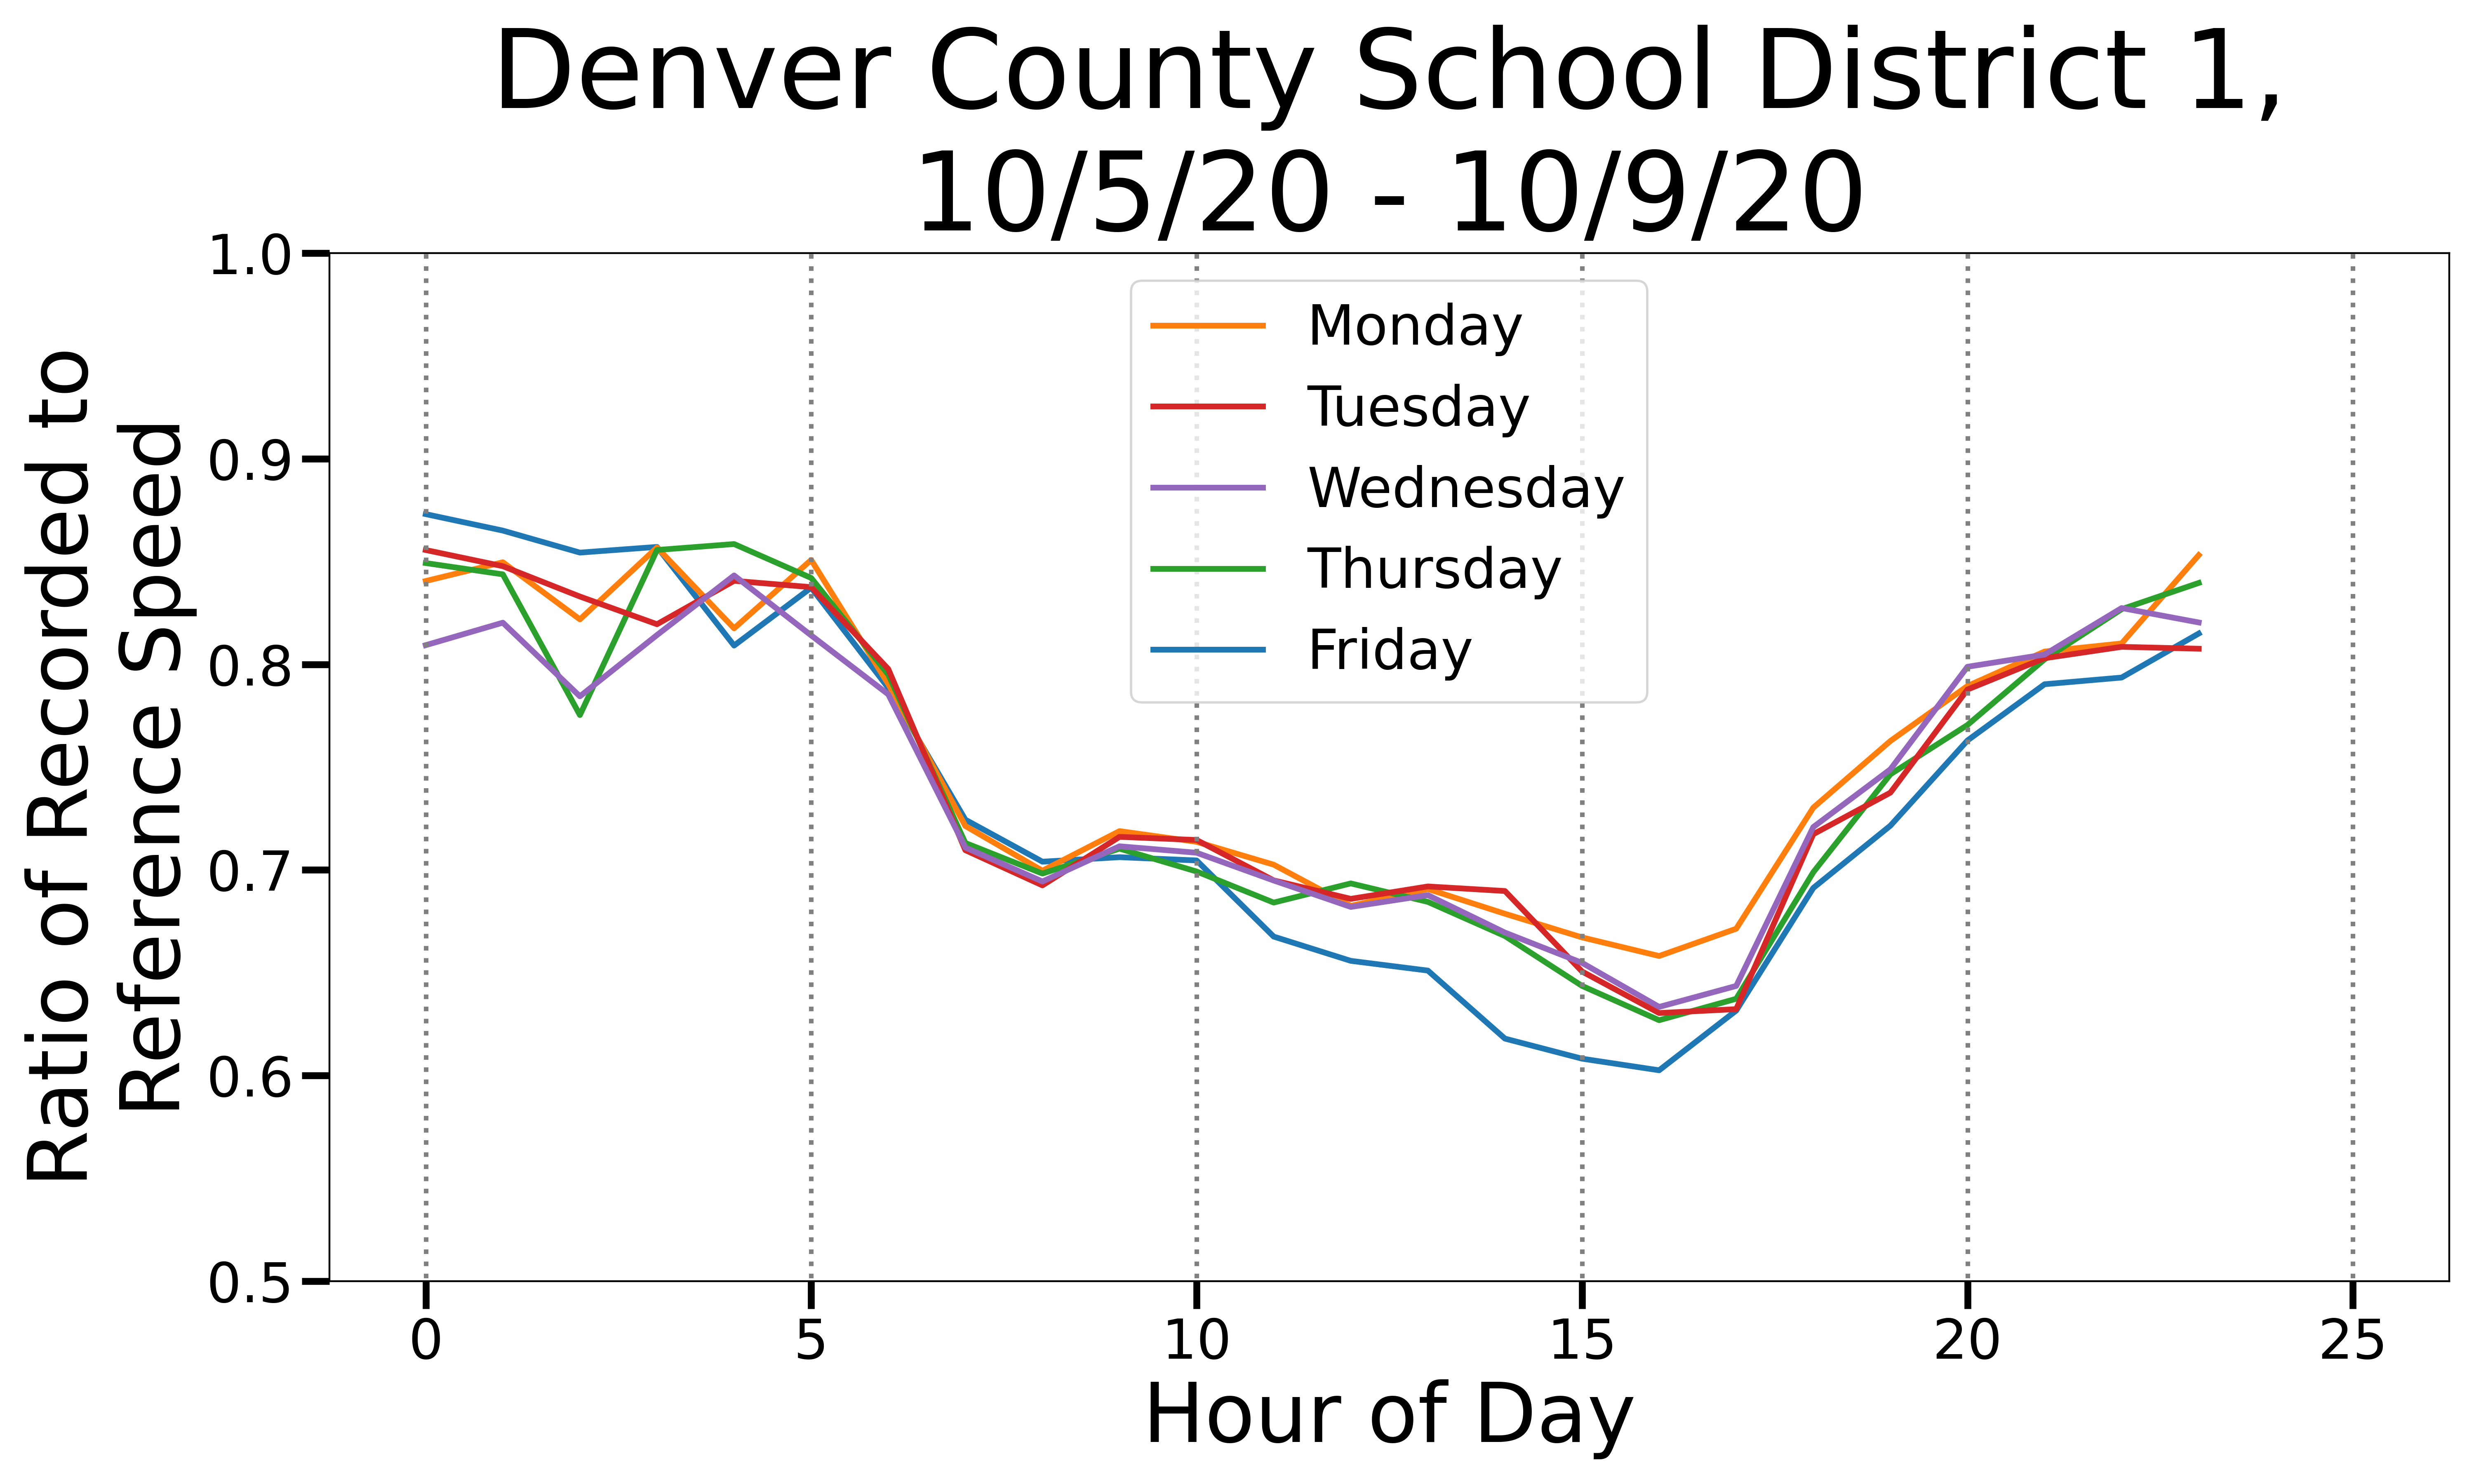 Denver County School District 1,
10/5/20 - 10/9/20
Ratio of Recorded to
Reference Speed
1.0
0.9
0.8
0.7
0.6
0.5
Monday
Tuesday
Wednesday
Thursday
Friday
0 5 10 15 20 25
Hour of Day